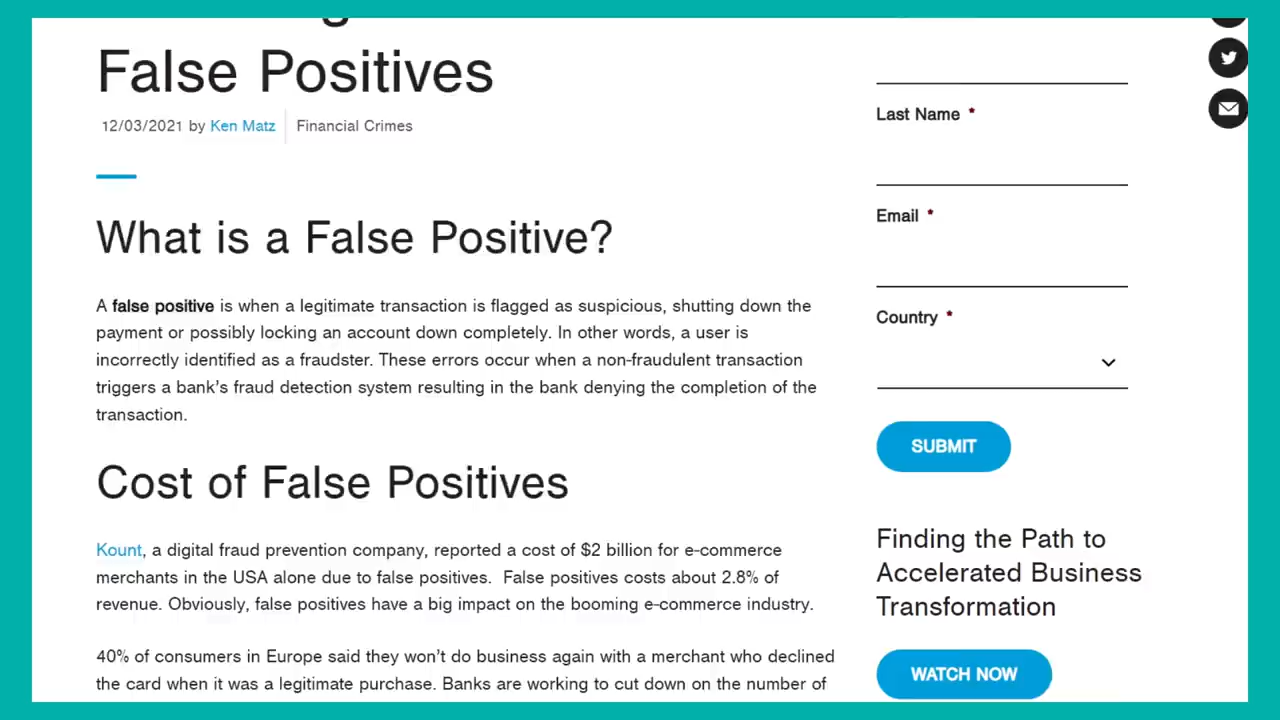 False Positives
12/03/2021 by Ken Matz Financial Crimes
What is a False Positive?
A false positive is when a legitimate transaction is flagged as suspicious, shutting down the
payment or possibly locking an account down completely. In other words, a user is
incorrectly identified as a fraudster. These errors occur when a non-fraudulent transaction
triggers a bank’s fraud detection system resulting in the bank denying the completion of the
transaction.
Cost of False Positives
Kount, a digital fraud prevention company, reported a cost of $2 billion for e-commerce
merchants in the USA alone due to false positives.  False positives costs about 2.8% of
revenue. Obviously, false positives have a big impact on the booming e-commerce industry.
40% of consumers in Europe said they won’t do business again with a merchant who declined
the card when it was a legitimate purchase. Banks are working to cut down on the number of
Last Name *
Email *
Country *
SUBMIT
Finding the Path to
Accelerated Business
Transformation
WATCH NOW